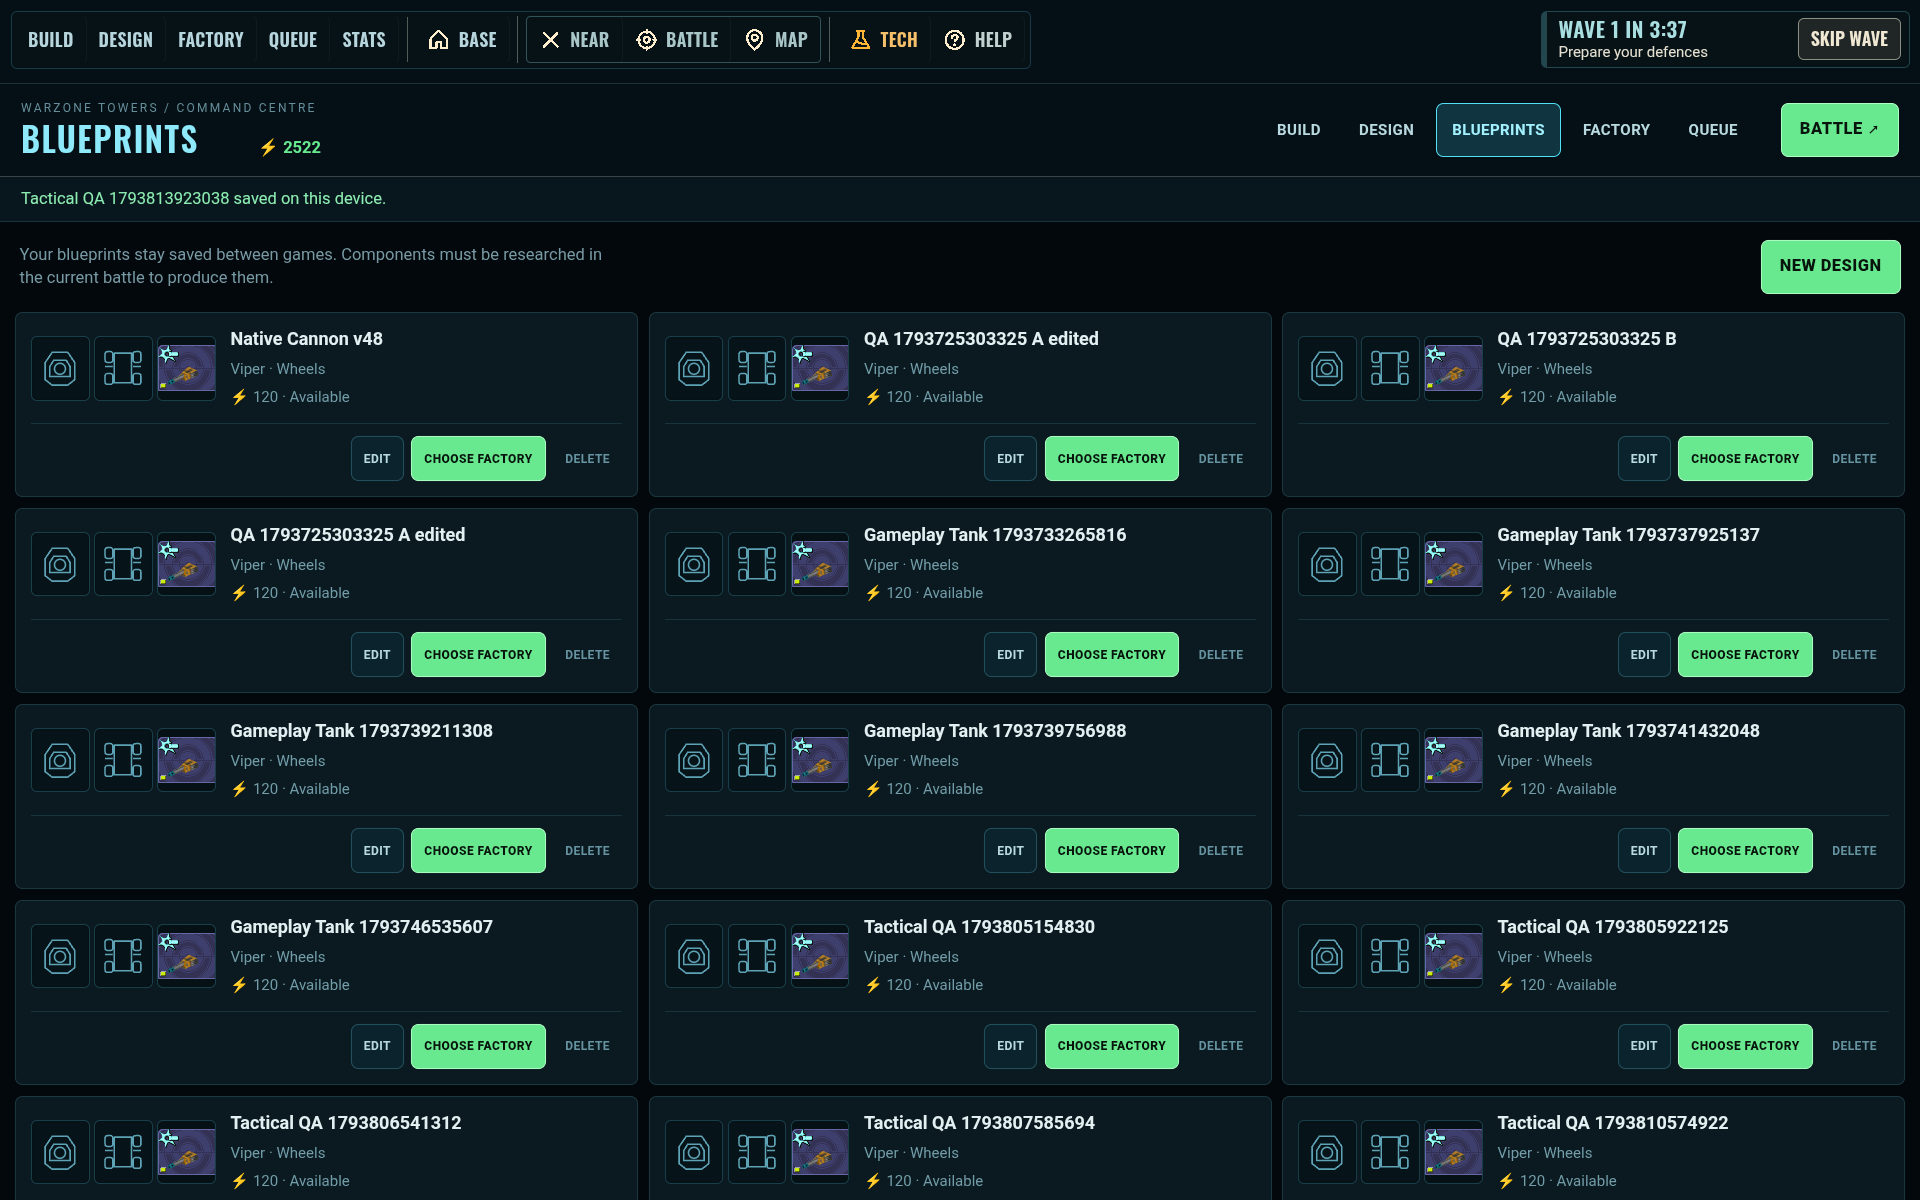 BUILD DESIGN FACTORY QUEUE STATS BASE NEAR BATTLE MAP TECH HELP
WAVE 1 IN 3:37
Prepare your defences
SKIP WAVE
WARZONE TOWERS / COMMAND CENTRE
BLUEPRINTS
⚡ 2522
BUILD DESIGN BLUEPRINTS FACTORY QUEUE BATTLE ↗
Tactical QA 1793813923038 saved on this device.
Your blueprints stay saved between games. Components must be researched in
the current battle to produce them.
NEW DESIGN
Native Cannon v48
Viper · Wheels
⚡ 120 · Available
EDIT CHOOSE FACTORY DELETE
QA 1793725303325 A edited
Viper · Wheels
⚡ 120 · Available
EDIT CHOOSE FACTORY DELETE
QA 1793725303325 B
Viper · Wheels
⚡ 120 · Available
EDIT CHOOSE FACTORY DELETE
QA 1793725303325 A edited
Viper · Wheels
⚡ 120 · Available
EDIT CHOOSE FACTORY DELETE
Gameplay Tank 1793733265816
Viper · Wheels
⚡ 120 · Available
EDIT CHOOSE FACTORY DELETE
Gameplay Tank 1793737925137
Viper · Wheels
⚡ 120 · Available
EDIT CHOOSE FACTORY DELETE
Gameplay Tank 1793739211308
Viper · Wheels
⚡ 120 · Available
EDIT CHOOSE FACTORY DELETE
Gameplay Tank 1793739756988
Viper · Wheels
⚡ 120 · Available
EDIT CHOOSE FACTORY DELETE
Gameplay Tank 1793741432048
Viper · Wheels
⚡ 120 · Available
EDIT CHOOSE FACTORY DELETE
Gameplay Tank 1793746535607
Viper · Wheels
⚡ 120 · Available
EDIT CHOOSE FACTORY DELETE
Tactical QA 1793805154830
Viper · Wheels
⚡ 120 · Available
EDIT CHOOSE FACTORY DELETE
Tactical QA 1793805922125
Viper · Wheels
⚡ 120 · Available
EDIT CHOOSE FACTORY DELETE
Tactical QA 1793806541312
Viper · Wheels
⚡ 120 · Available
Tactical QA 1793807585694
Viper · Wheels
⚡ 120 · Available
Tactical QA 1793810574922
Viper · Wheels
⚡ 120 · Available